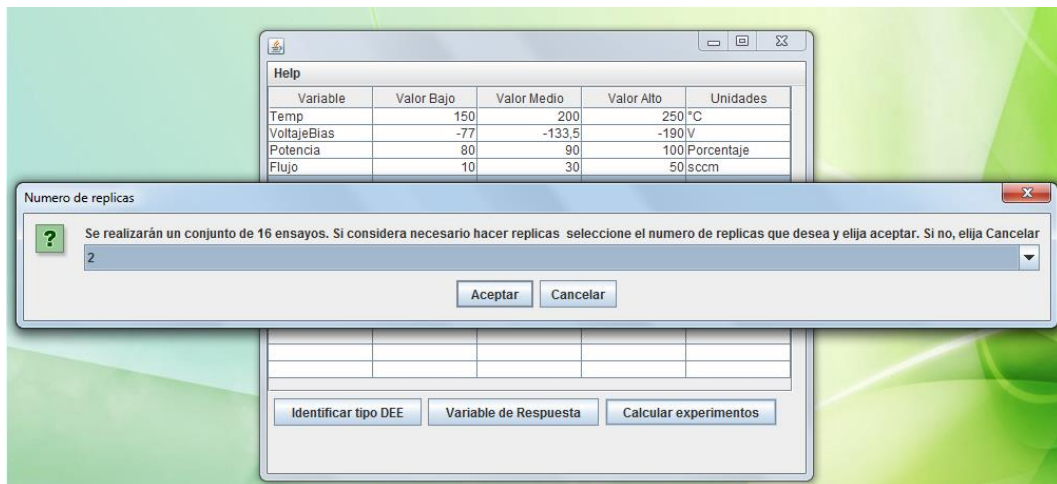 Help
Variable Valor Bajo Valor Medio Valor Alto Unidades
Temp 150 200 250 °C
VoltajeBias -77 -133,5 -190 V
Potencia 80 90 100 Porcentaje
Flujo 10 30 50 sccm
Numero de replicas
Se realizarán un conjunto de 16 ensayos. Si considera necesario hacer replicas seleccione el numero de replicas que desea y elija aceptar. Si no, elija Cancelar
2
Aceptar Cancelar
Identificar tipo DEE Variable de Respuesta Calcular experimentos